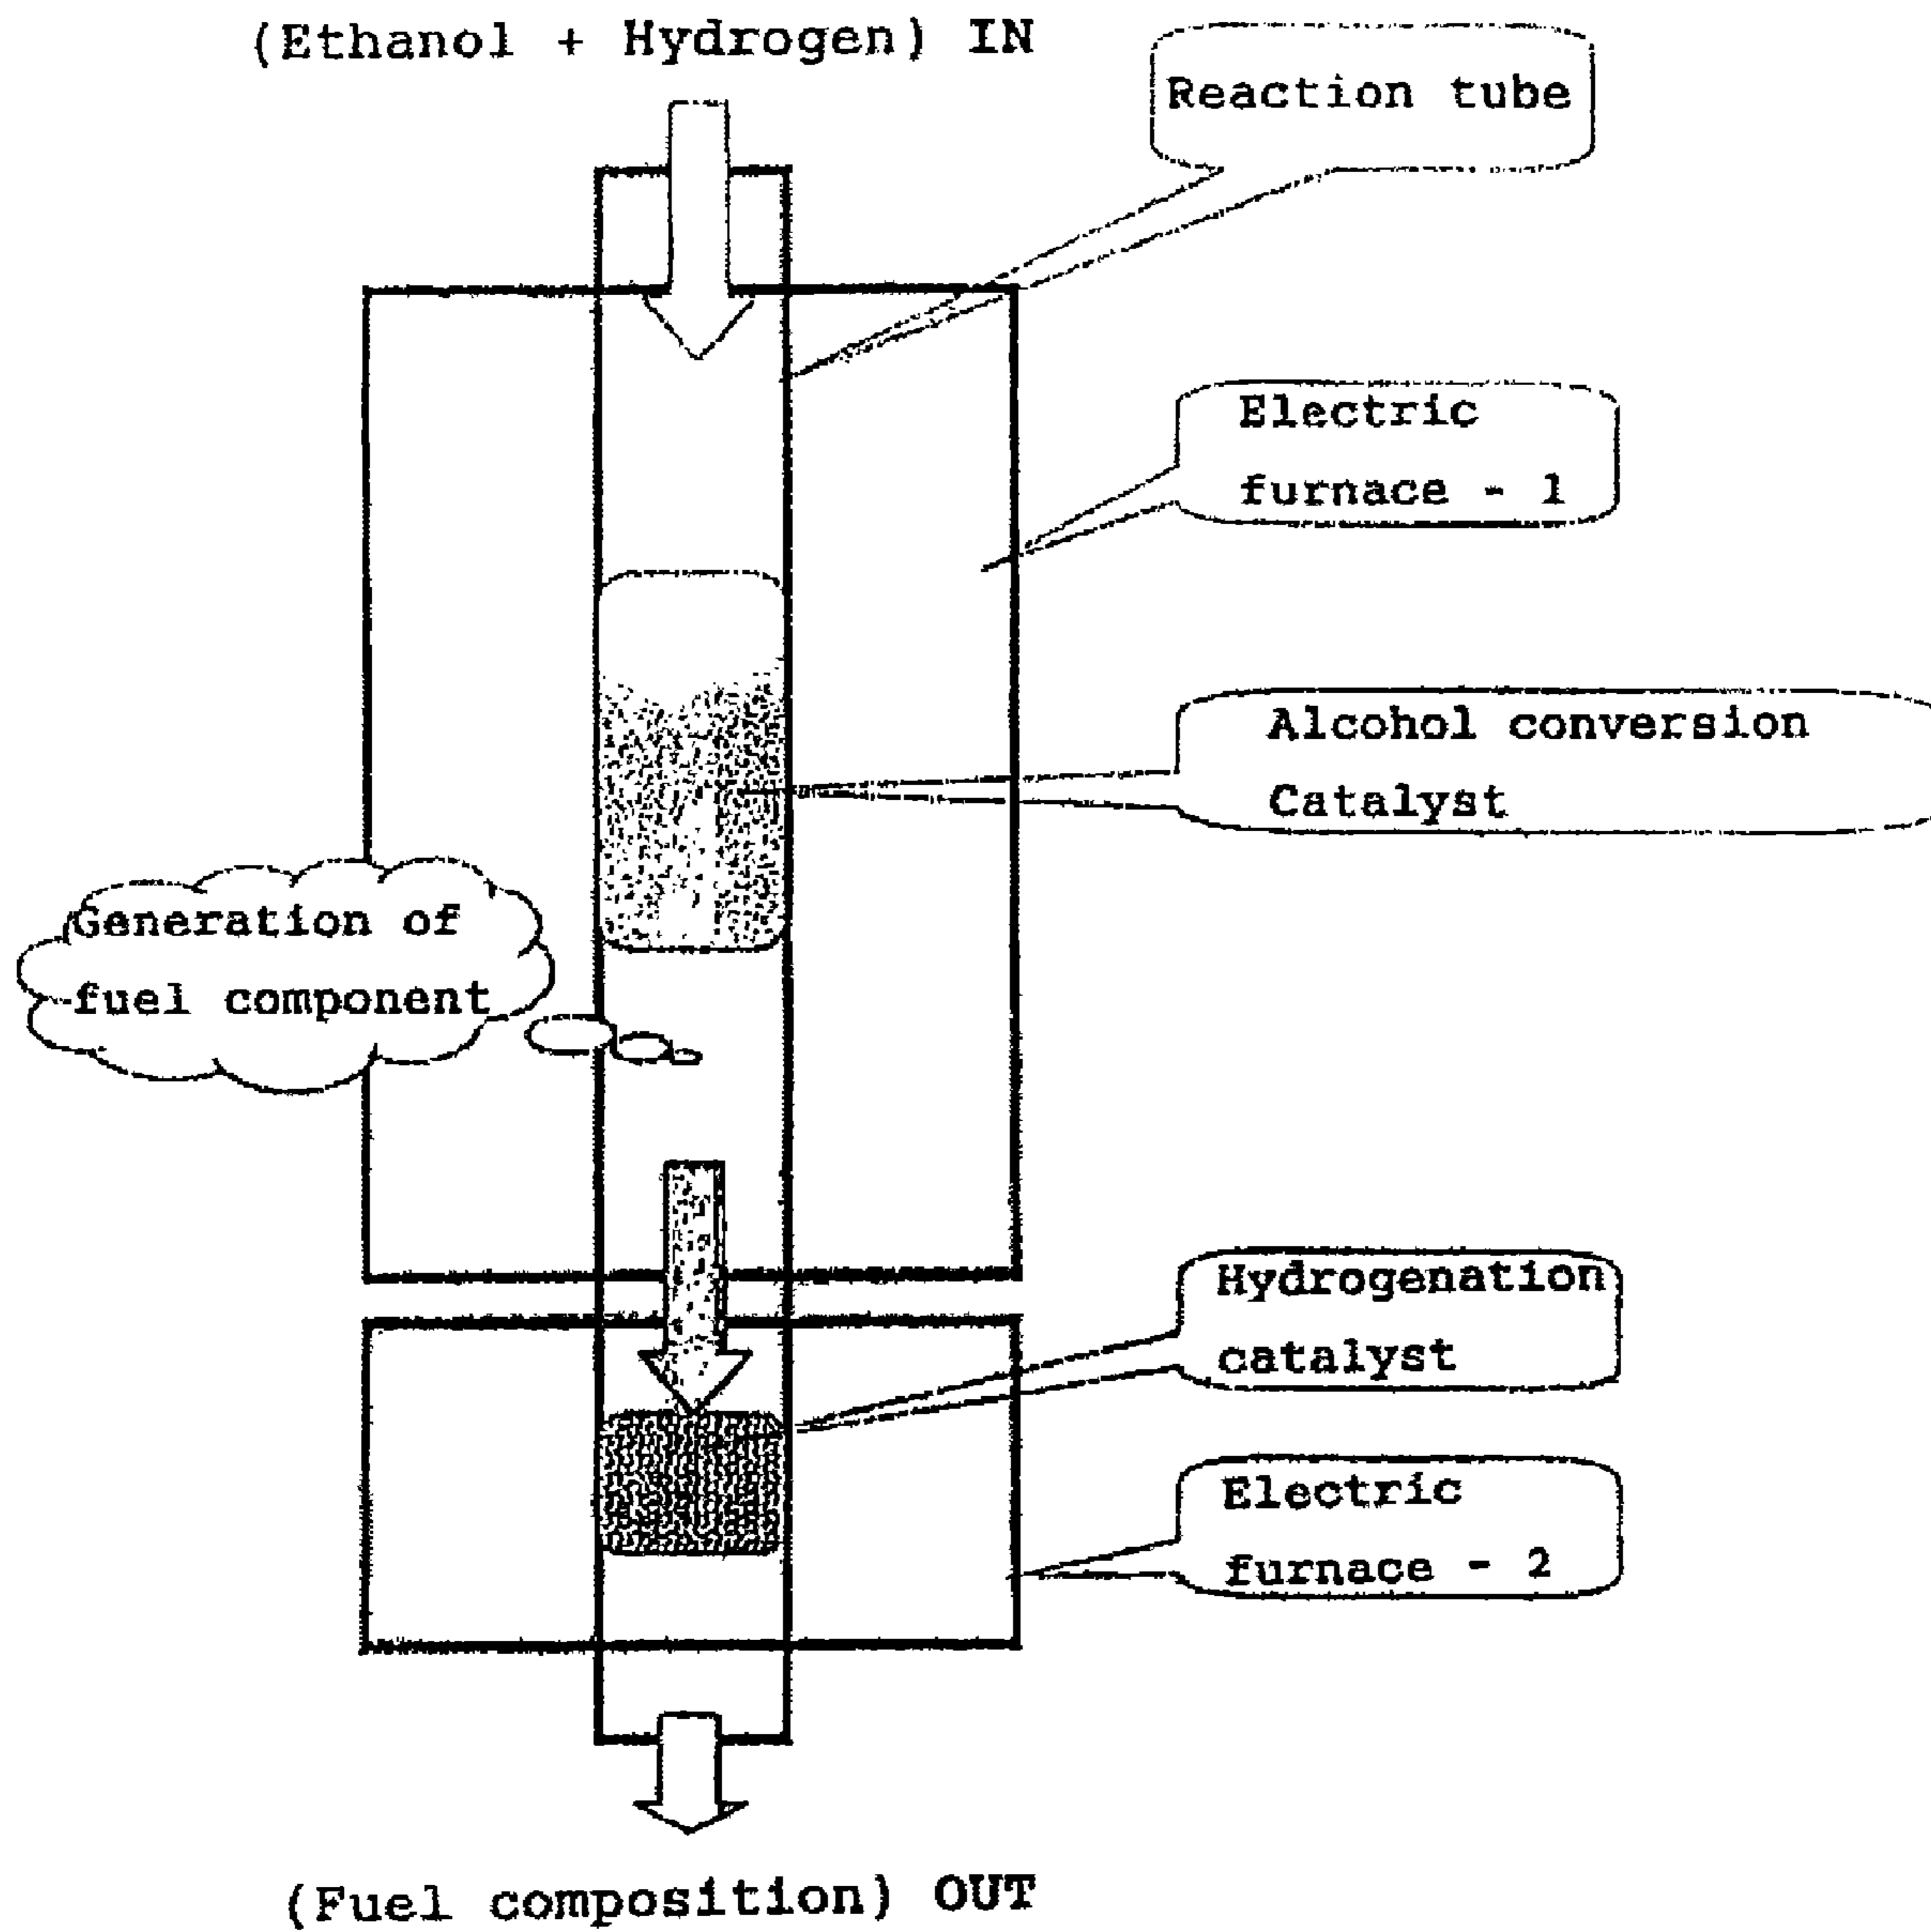 (Ethanol + Hydrogen) IN
Reaction tube
Electric
furnace - 1
Alcohol conversion
Catalyst
Generation of
fuel component
Hydrogenation
catalyst
Electric
furnace - 2
(Fuel composition) OUT